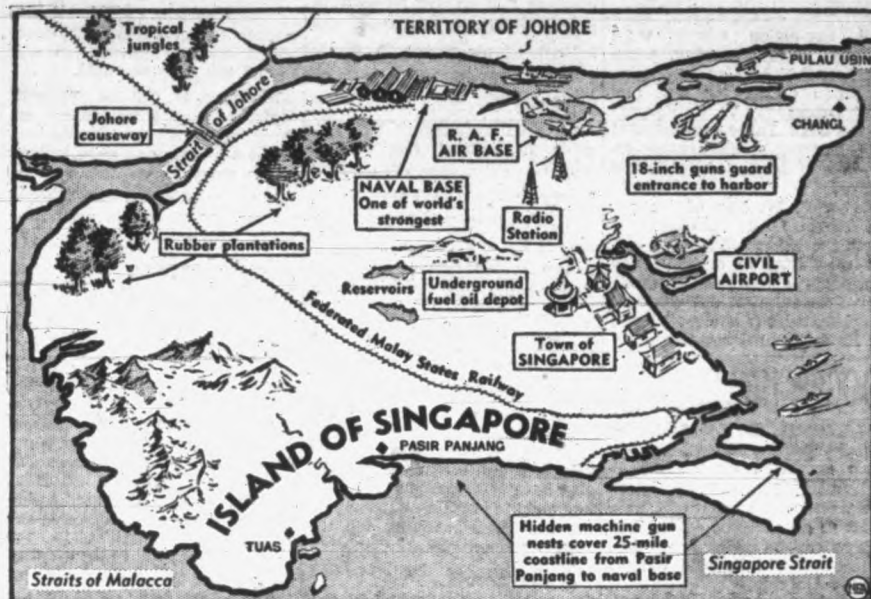 Tropical
jungles
TERRITORY OF JOHORE
PULAU UBIN
Johore
causeway
Strait of Johore
CHANGI
R. A. F.
AIR BASE
18-inch guns guard
entrance to harbor
NAVAL BASE
One of world's
strongest
Radio
Station
Rubber plantations
Reservoirs
Underground
fuel oil depot
CIVIL
AIRPORT
Federated Malay States Railway
Town of
SINGAPORE
ISLAND OF SINGAPORE
PASIR PANJANG
TUAS
Hidden machine gun
nests cover 25-mile
coastline from Pasir
Panjang to naval base
Straits of Malacca
Singapore Strait